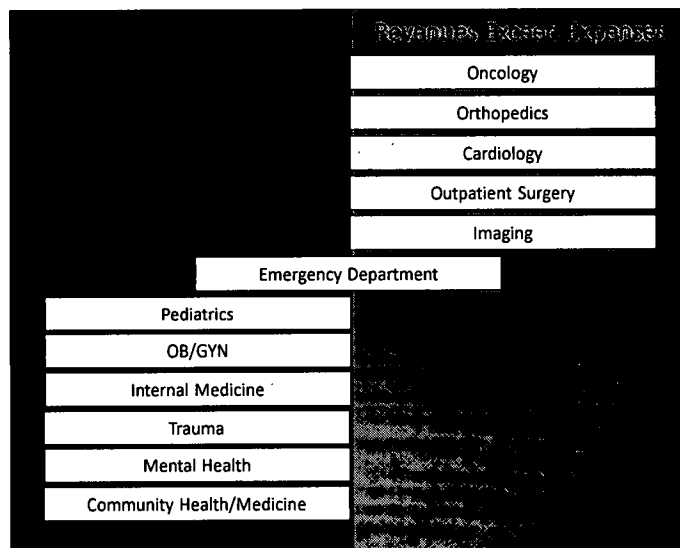 Revenues Exceed Expenses
Oncology
Orthopedics
Cardiology
Outpatient Surgery
Imaging
Emergency Department
Pediatrics
OB/GYN
Internal Medicine
Trauma
Mental Health
Community Health/Medicine